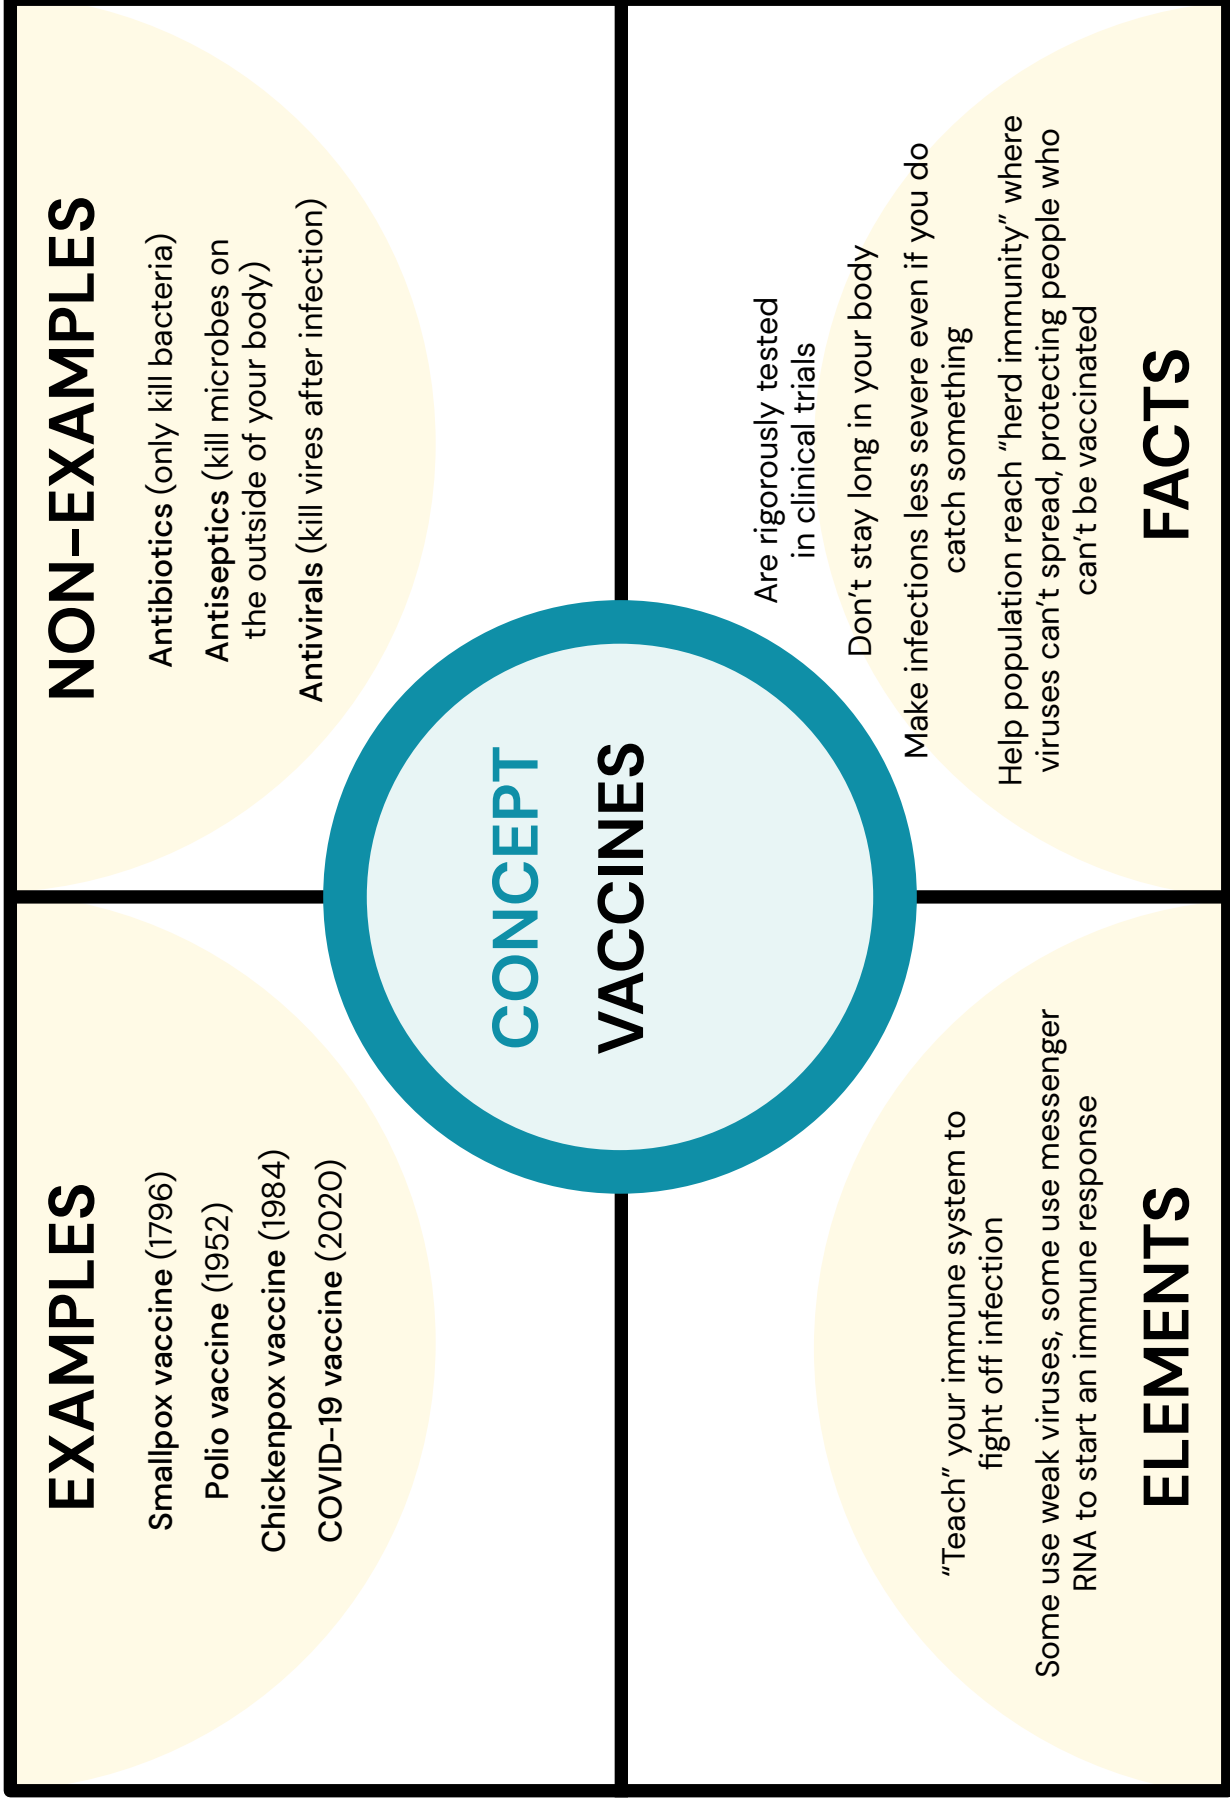 EXAMPLES
Smallpox vaccine (1796)
Polio vaccine (1952)
Chickenpox vaccine (1984)
COVID-19 vaccine (2020)
NON-EXAMPLES
Antibiotics (only kill bacteria)
Antiseptics (kill microbes on
the outside of your body)
Antivirals (kill vires after infection)
CONCEPT
VACCINES
“Teach” your immune system to
fight off infection
Some use weak viruses, some use messenger
RNA to start an immune response
ELEMENTS
Are rigorously tested
in clinical trials
Don’t stay long in your body
Make infections less severe even if you do
catch something
Help population reach “herd immunity” where
viruses can’t spread, protecting people who
can’t be vaccinated
FACTS